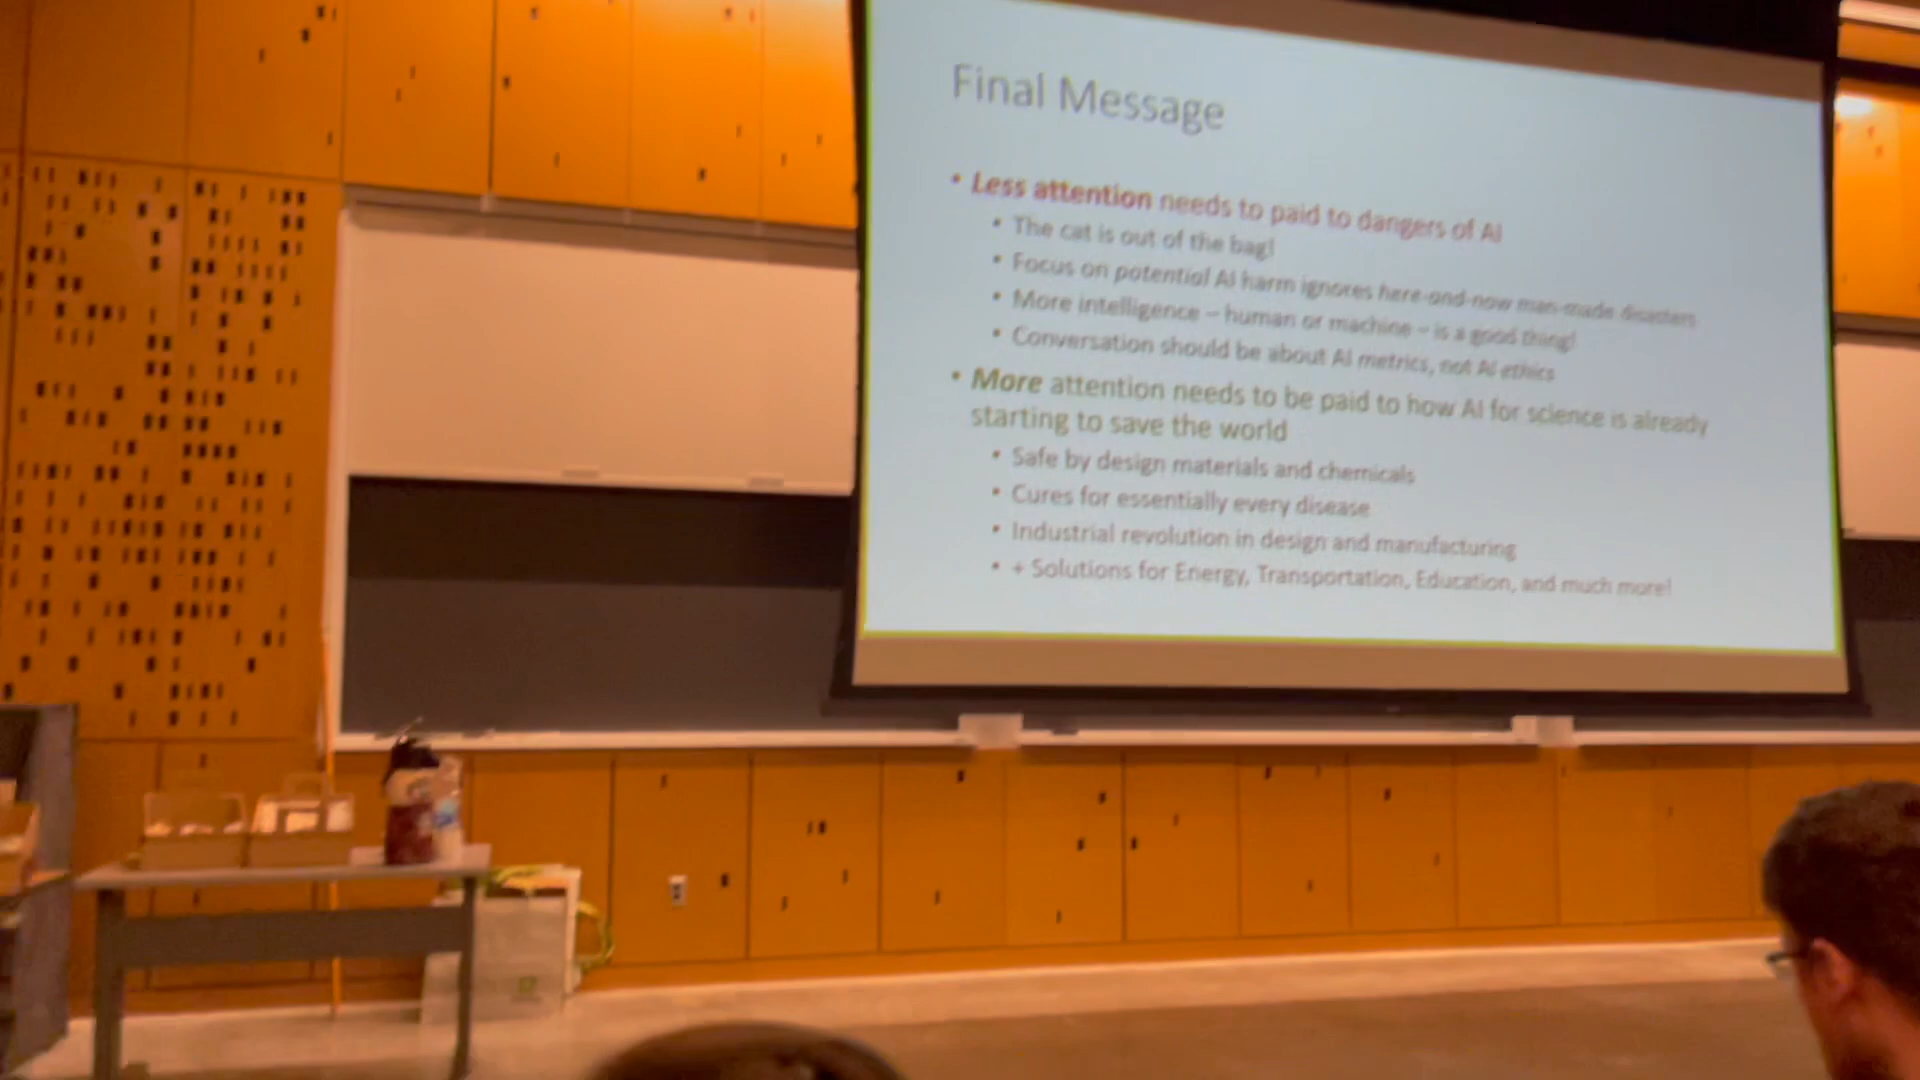 Final Message
• Less attention needs to paid to dangers of AI
• The cat is out of the bag!
• Focus on potential AI harm ignores here-and-now man-made disasters
• More intelligence – human or machine – is a good thing!
• Conversation should be about AI metrics, not AI ethics
• More attention needs to be paid to how AI for science is already
starting to save the world
• Safe by design materials and chemicals
• Cures for essentially every disease
• Industrial revolution in design and manufacturing
• + Solutions for Energy, Transportation, Education, and much more!